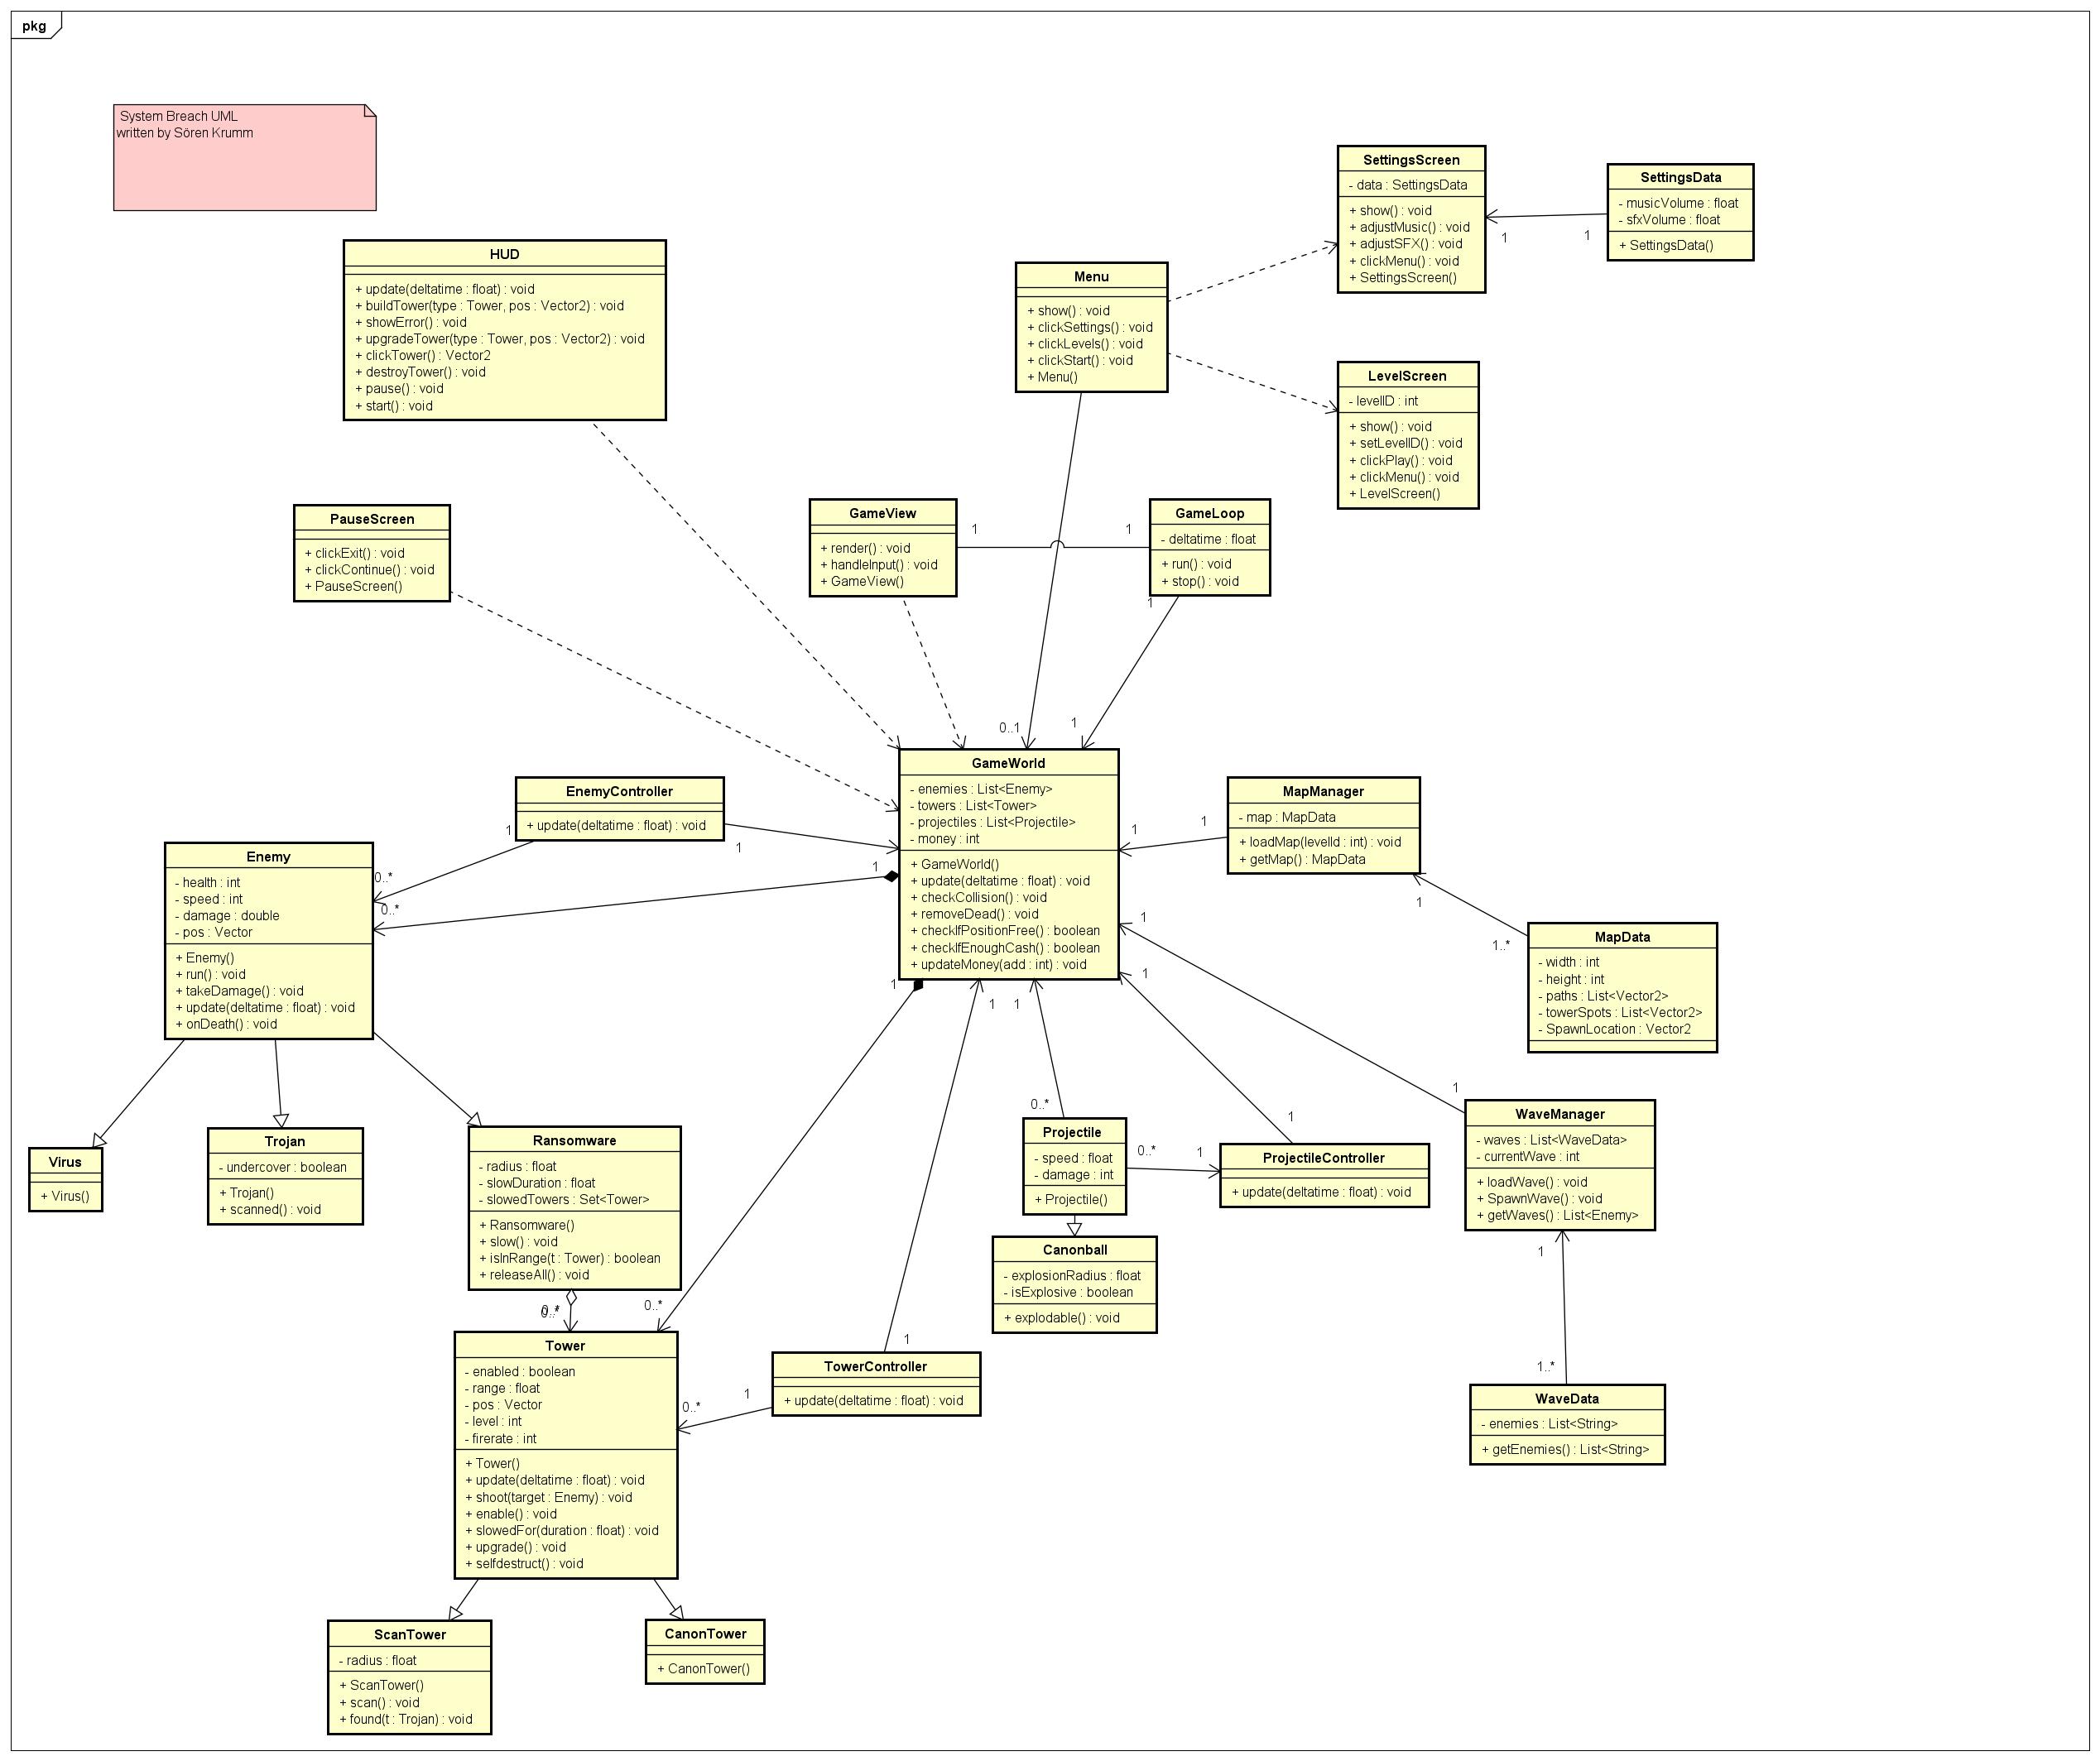 pkg
System Breach UML
written by Sören Krumm
SettingsScreen
- data : SettingsData
+ show() : void
+ adjustMusic() : void
+ adjustSFX() : void
+ clickMenu() : void
+ SettingsScreen()
SettingsData
- musicVolume : float
- sfxVolume : float
+ SettingsData()
1
1
HUD
+ update(deltatime : float) : void
+ buildTower(type : Tower, pos : Vector2) : void
+ showError() : void
+ upgradeTower(type : Tower, pos : Vector2) : void
+ clickTower() : Vector2
+ destroyTower() : void
+ pause() : void
+ start() : void
Menu
+ show() : void
+ clickSettings() : void
+ clickLevels() : void
+ clickStart() : void
+ Menu()
LevelScreen
- levelID : int
+ show() : void
+ setLevelID() : void
+ clickPlay() : void
+ clickMenu() : void
+ LevelScreen()
PauseScreen
+ clickExit() : void
+ clickContinue() : void
+ PauseScreen()
GameView
+ render() : void
+ handleInput() : void
+ GameView()
1
1
GameLoop
- deltatime : float
+ run() : void
+ stop() : void
1
0..1
1
GameWorld
- enemies : List<Enemy>
- towers : List<Tower>
- projectiles : List<Projectile>
- money : int
+ GameWorld()
+ update(deltatime : float) : void
+ checkCollision() : void
+ removeDead() : void
+ checkIfPositionFree() : boolean
+ checkIfEnoughCash() : boolean
+ updateMoney(add : int) : void
EnemyController
+ update(deltatime : float) : void
1
1
1
0..*
0..*
MapManager
- map : MapData
+ loadMap(levelId : int) : void
+ getMap() : MapData
1
1
1
1..*
Enemy
- health : int
- speed : int
- damage : double
- pos : Vector
+ Enemy()
+ run() : void
+ takeDamage() : void
+ update(deltatime : float) : void
+ onDeath() : void
MapData
- width : int
- height : int
- paths : List<Vector2>
- towerSpots : List<Vector2>
- SpawnLocation : Vector2
1
1
1
1
1
1
Virus
+ Virus()
Trojan
- undercover : boolean
+ Trojan()
+ scanned() : void
Ransomware
- radius : float
- slowDuration : float
- slowedTowers : Set<Tower>
+ Ransomware()
+ slow() : void
+ isInRange(t : Tower) : boolean
+ releaseAll() : void
0..*
Projectile
- speed : float
- damage : int
+ Projectile()
0..*
1
1
ProjectileController
+ update(deltatime : float) : void
WaveManager
- waves : List<WaveData>
- currentWave : int
+ loadWave() : void
+ SpawnWave() : void
+ getWaves() : List<Enemy>
1
1..*
Canonball
- explosionRadius : float
- isExplosive : boolean
+ explodable() : void
0..*
0..*
Tower
- enabled : boolean
- range : float
- pos : Vector
- level : int
- firerate : int
+ Tower()
+ update(deltatime : float) : void
+ shoot(target : Enemy) : void
+ enable() : void
+ slowedFor(duration : float) : void
+ upgrade() : void
+ selfdestruct() : void
1
TowerController
+ update(deltatime : float) : void
1
0..*
WaveData
- enemies : List<String>
+ getEnemies() : List<String>
ScanTower
- radius : float
+ ScanTower()
+ scan() : void
+ found(t : Trojan) : void
CanonTower
+ CanonTower()